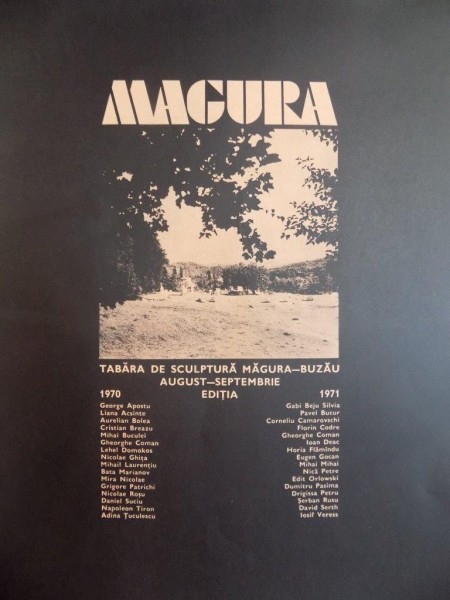 MAGURA
TABĂRA DE SCULPTURĂ MĂGURA—BUZĂU
AUGUST—SEPTEMBRIE
1970 EDIȚIA 1971
George Apostu
Liana Acsinte
Aurelian Bolea
Cristian Breazu
Mihai Buculei
Gheorghe Coman
Lehel Domokos
Nicolae Ghița
Mihail Laurențiu
Bata Marianov
Mira Nicolae
Grigore Patrichi
Nicolae Roșu
Daniel Suciu
Napoleon Tiron
Adina Țuculescu
Gabi Beju Silvia
Pavel Bucur
Corneliu Camarovschi
Florin Codre
Gheorghe Coman
Ioan Deac
Horia Flămîndu
Eugen Gocan
Mihai Mihai
Nică Petre
Edit Orlowski
Dumitru Pasima
Drigissa Petru
Șerban Rusu
David Serth
Iosif Veress